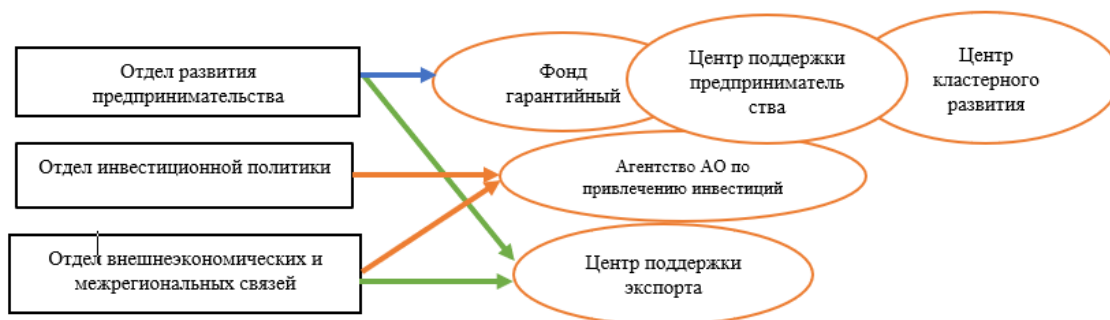 Отдел развития
предпринимательства
Фонд
гарантийный
Центр поддержки
предприниматель
ства
Центр
кластерного
развития
Отдел инвестиционной политики
Агентство АО по
привлечению инвестиций
Отдел внешнеэкономических и
межрегиональных связей
Центр поддержки
экспорта